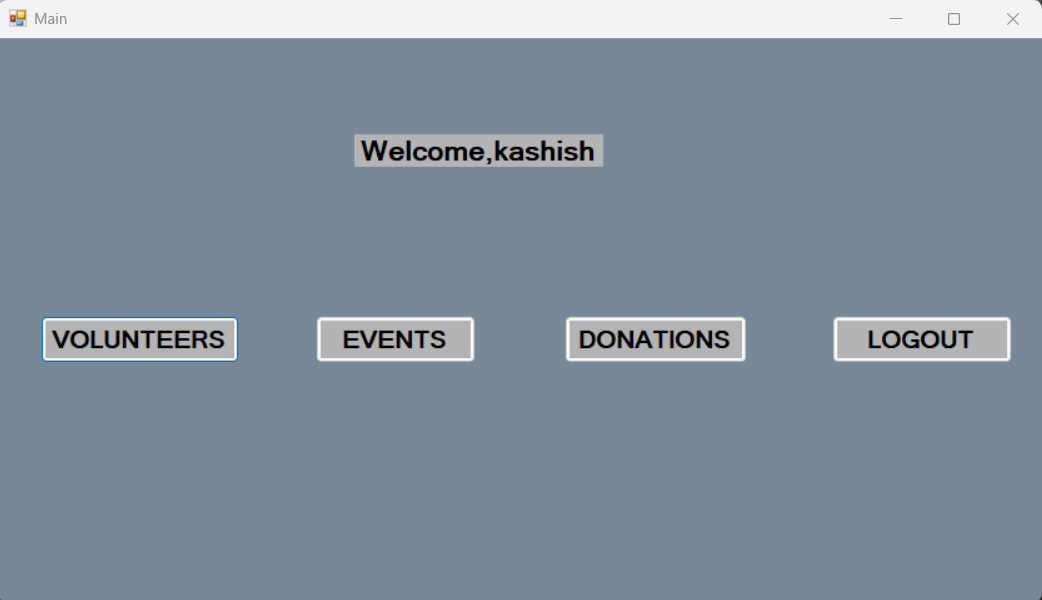 Main
Welcome,kashish
VOLUNTEERS
EVENTS
DONATIONS
LOGOUT